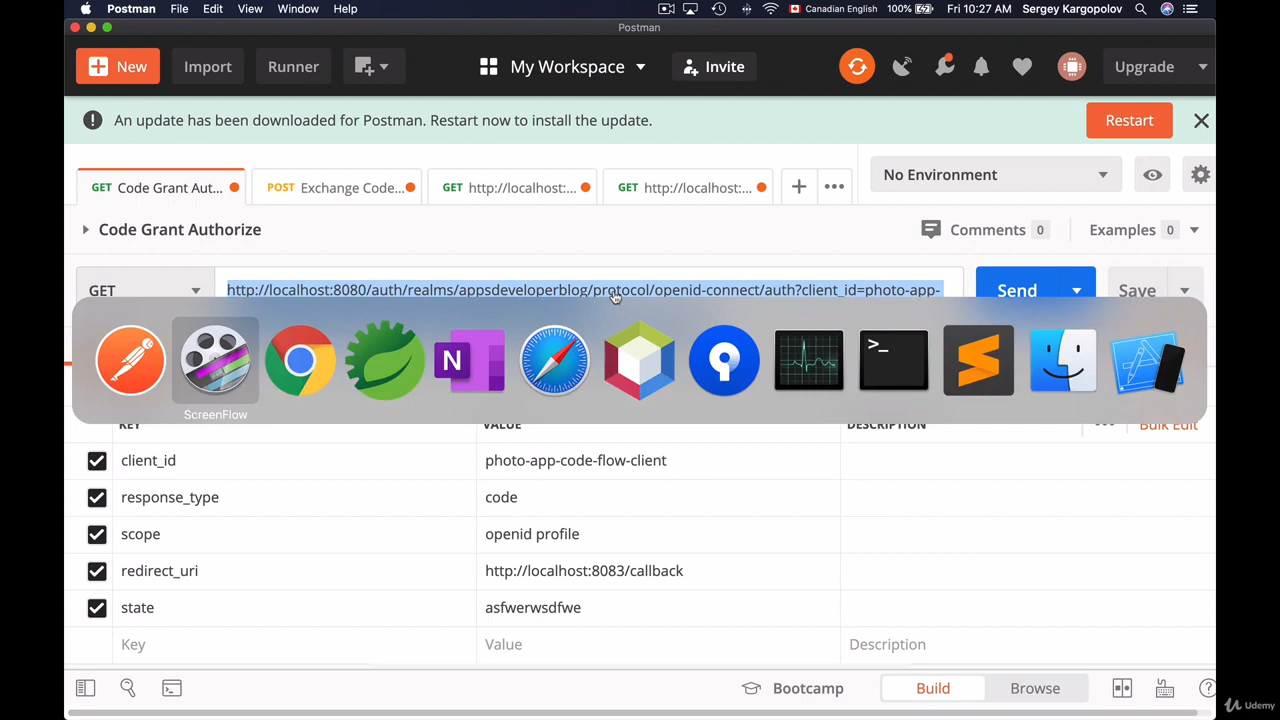 Postman File Edit View Window Help Canadian English 100% Fri 10:27 AM Sergey Kargopolov
Postman
New Import Runner My Workspace Invite Upgrade
An update has been downloaded for Postman. Restart now to install the update. Restart
GET Code Grant Aut... POST Exchange Code... GET http://localhost:... GET http://localhost:... No Environment
Code Grant Authorize Comments 0 Examples 0
GET http://localhost:8080/auth/realms/appsdeveloperblog/protocol/openid-connect/auth?client_id=photo-app- Send Save
N >_
ScreenFlow
KEY VALUE DESCRIPTION Bulk Edit
client_id photo-app-code-flow-client
response_type code
scope openid profile
redirect_uri http://localhost:8083/callback
state asfwerwsdfwe
Key Value Description
Bootcamp Build Browse
Udemy